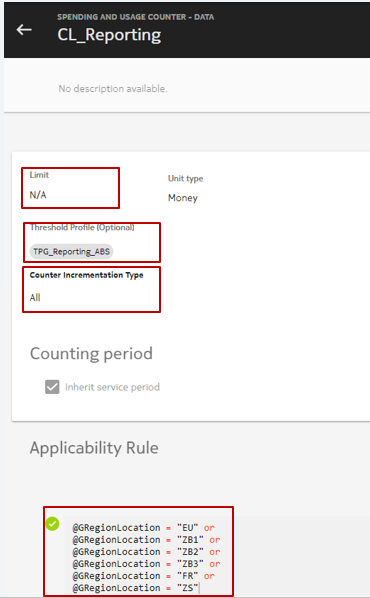 SPENDING AND USAGE COUNTER - DATA
CL_Reporting
No description available.
Limit
Unit type
N/A
Money
Threshold Profile (Optional)
TPG_Reporting_ABS
Counter Incrementation Type
All
Counting period
Inherit service period
Applicability Rule
@GRegionLocation = "EU" or
@GRegionLocation = "ZB1" or
@GRegionLocation = "ZB2" or
@GRegionLocation = "ZB3" or
@GRegionLocation = "FR" or
@GRegionLocation = "ZS"